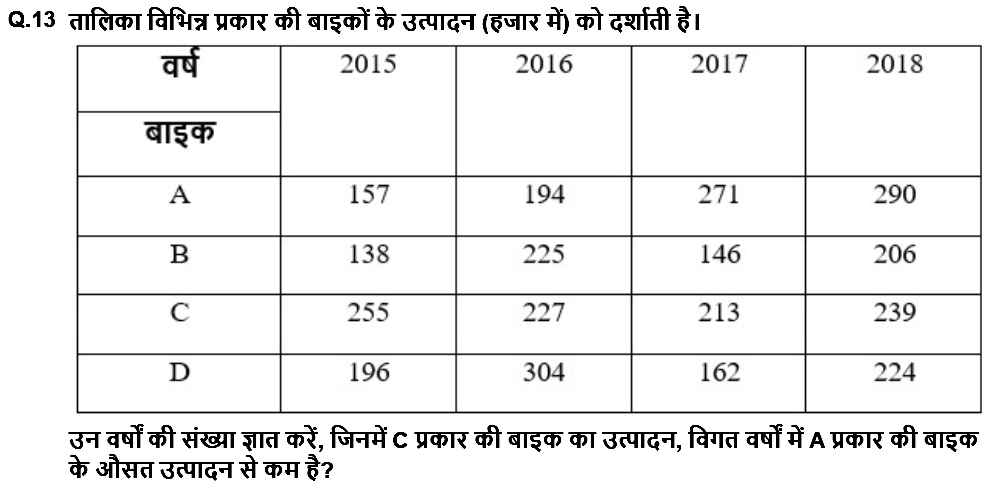 Q.13 तालिका विभिन्न प्रकार की बाइकों के उत्पादन (हजार में) को दर्शाती है।
वर्ष 2015 2016 2017 2018
बाइक
A 157 194 271 290
B 138 225 146 206
C 255 227 213 239
D 196 304 162 224
उन वर्षों की संख्या ज्ञात करें, जिनमें C प्रकार की बाइक का उत्पादन, विगत वर्षों में A प्रकार की बाइक
के औसत उत्पादन से कम है?